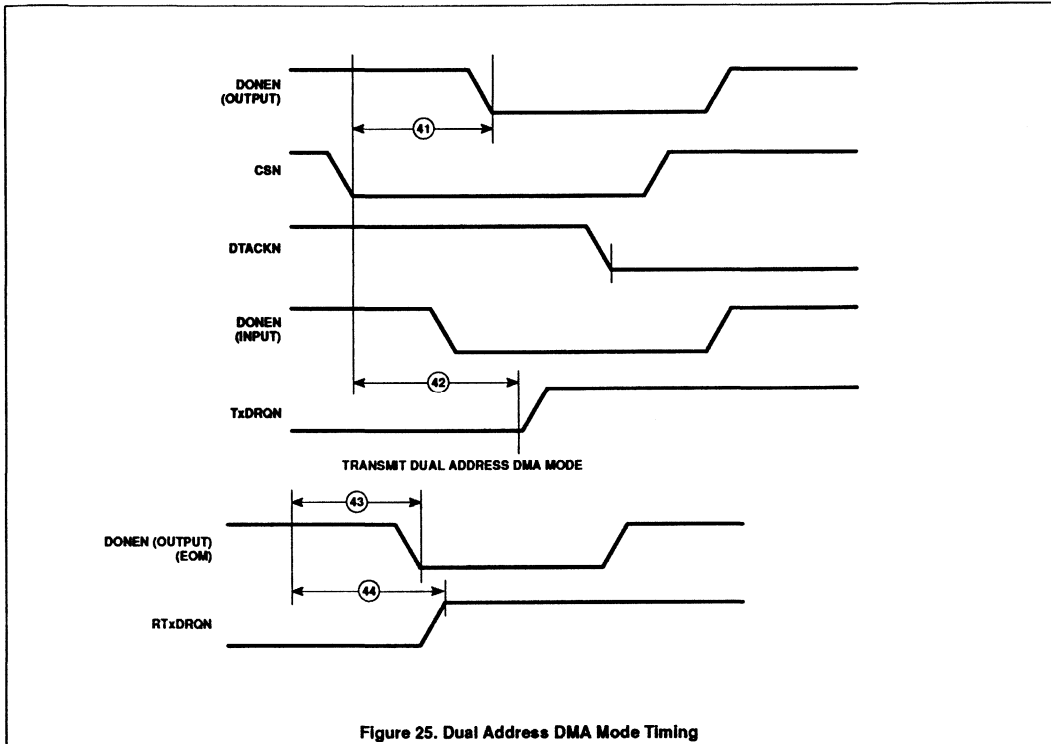 DONEN
(OUTPUT)
41
CSN
DTACKN
DONEN
(INPUT)
42
TxDRQN
TRANSMIT DUAL ADDRESS DMA MODE
43
DONEN (OUTPUT)
(EOM)
44
RTxDRQN
Figure 25. Dual Address DMA Mode Timing